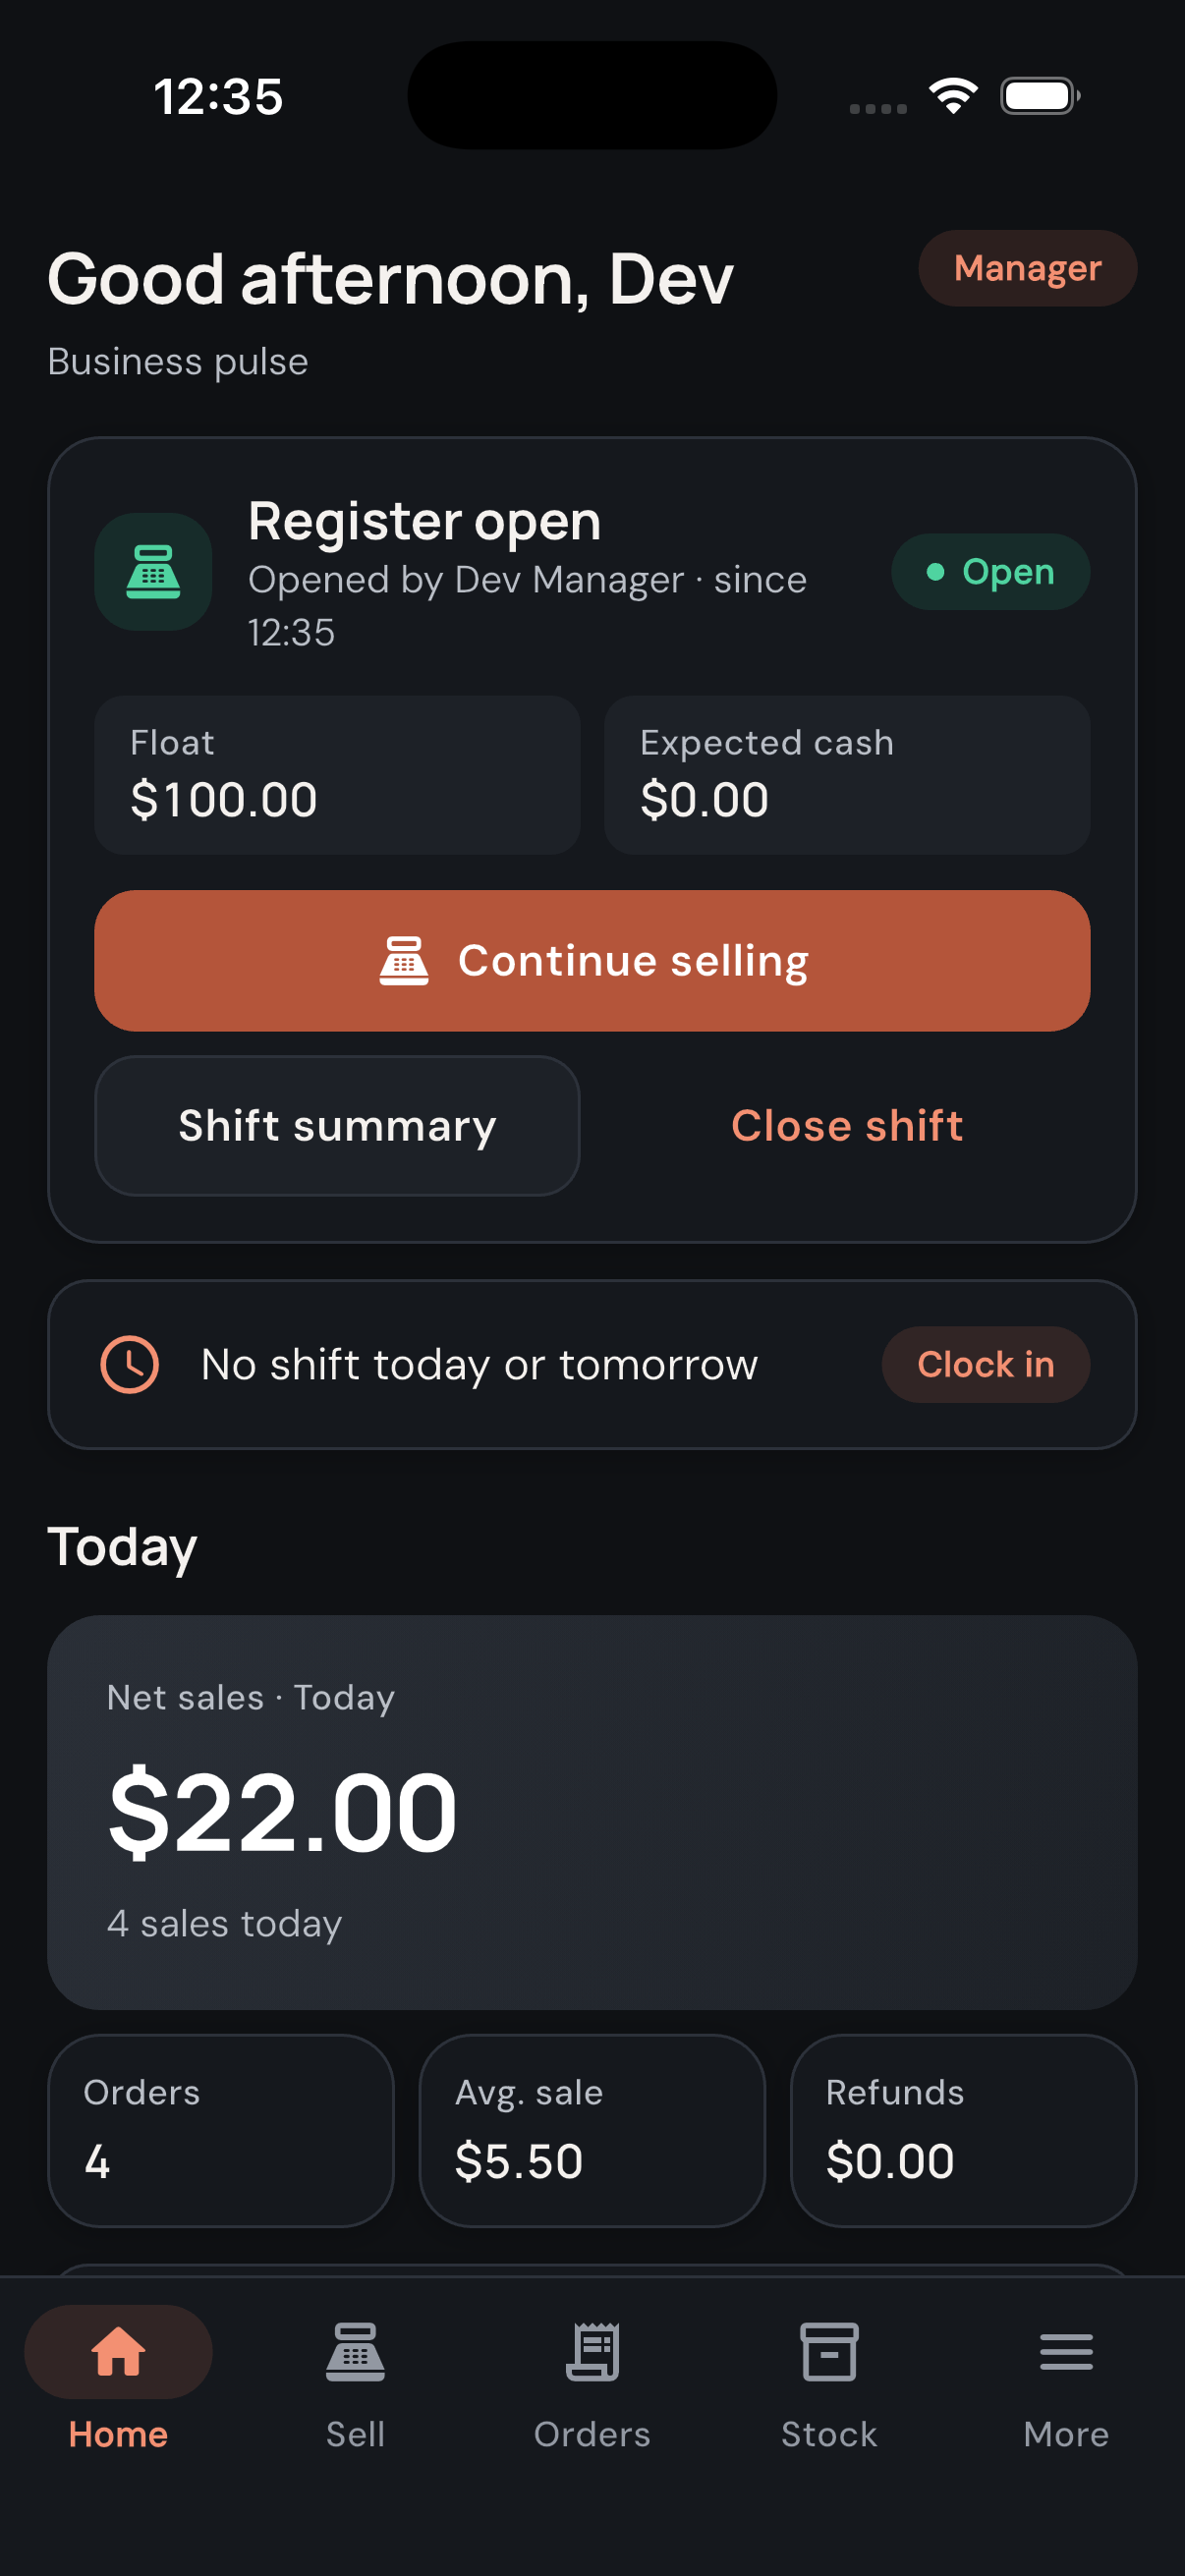 12:35
Good afternoon, Dev
Manager
Business pulse
Register open
Opened by Dev Manager · since
12:35
Open
Float
$100.00
Expected cash
$0.00
Continue selling
Shift summary
Close shift
No shift today or tomorrow
Clock in
Today
Net sales · Today
$22.00
4 sales today
Orders
4
Avg. sale
$5.50
Refunds
$0.00
Home
Sell
Orders
Stock
More